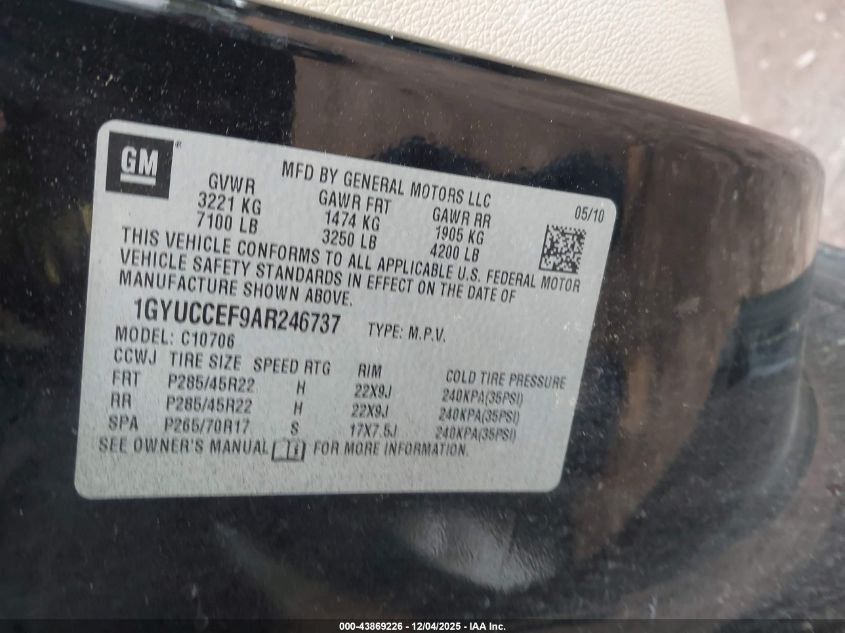 GM ®
MFD BY GENERAL MOTORS LLC
05/10
GVWR GAWR FRT GAWR RR
3221 KG 1474 KG 1905 KG
7100 LB 3250 LB 4200 LB
THIS VEHICLE CONFORMS TO ALL APPLICABLE U.S. FEDERAL MOTOR
VEHICLE SAFETY STANDARDS IN EFFECT ON THE DATE OF
MANUFACTURE SHOWN ABOVE.
1GYUCCEF9AR246737 TYPE: M.P.V.
MODEL: C10706
CCWJ TIRE SIZE SPEED RTG RIM COLD TIRE PRESSURE
FRT P285/45R22 H 22X9J 240KPA(35PSI)
RR P285/45R22 H 22X9J 240KPA(35PSI)
SPA P265/70R17 S 17X7.5J 240KPA(35PSI)
SEE OWNER'S MANUAL FOR MORE INFORMATION.
000-43869226 - 12/04/2025 - IAA Inc.